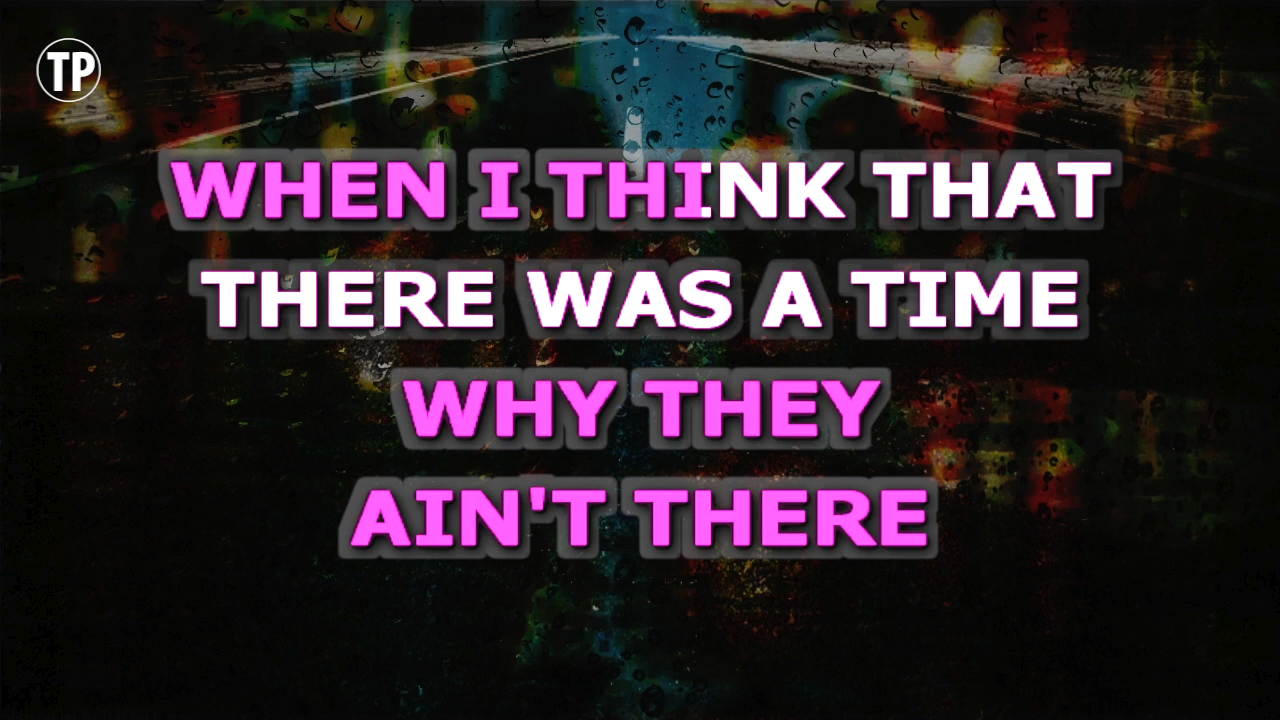 TP
WHEN I THINK THAT
THERE WAS A TIME
WHY THEY
AIN'T THERE